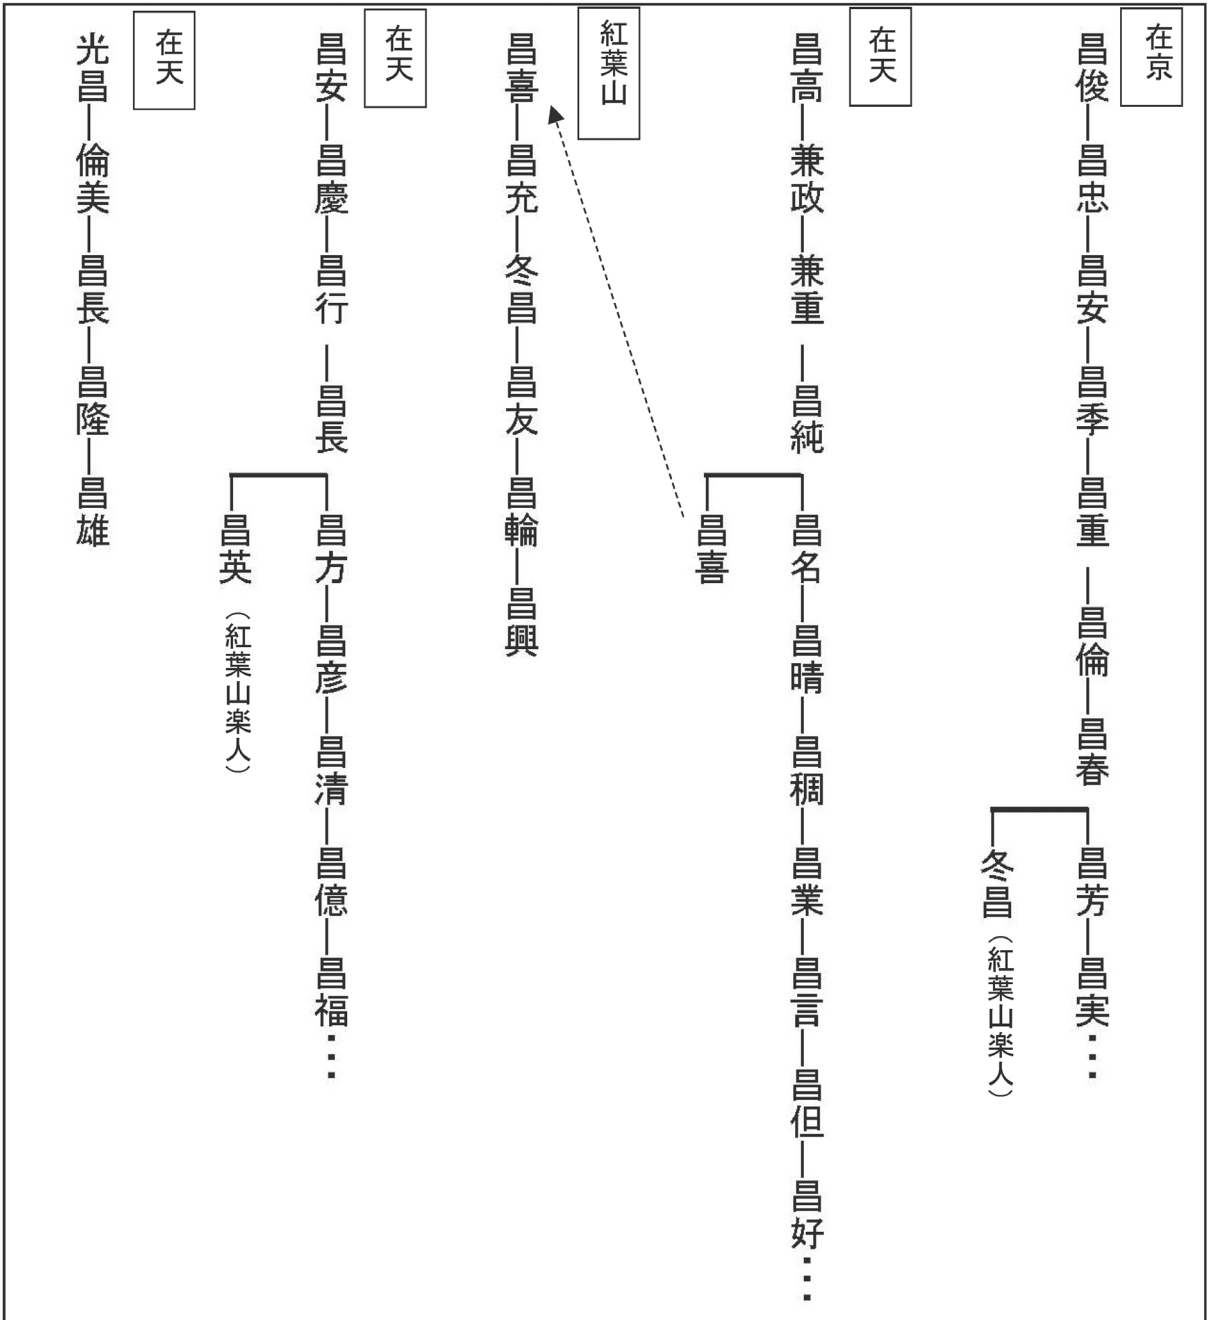 在京
昌俊―昌忠―昌安―昌季―昌重―昌倫―昌春
昌芳―昌実…
冬昌（紅葉山楽人）
在天
昌高―兼政―兼重―昌純
昌名―昌晴―昌稠―昌業―昌言―昌但―昌好…
昌喜
紅葉山
昌喜―昌充―冬昌―昌友―昌輪―昌興
在天
昌安―昌慶―昌行―昌長
昌方―昌彦―昌清―昌億―昌福…
昌英（紅葉山楽人）
在天
光昌―倫美―昌長―昌隆―昌雄